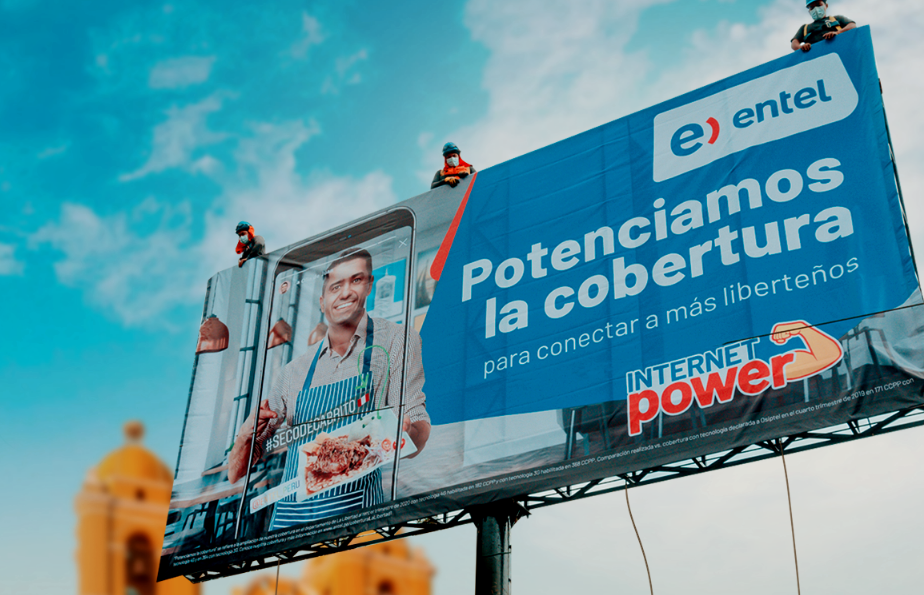 entel
Potenciamos
la cobertura
para conectar a más liberteños
INTERNET
power
#SECODECABRITO